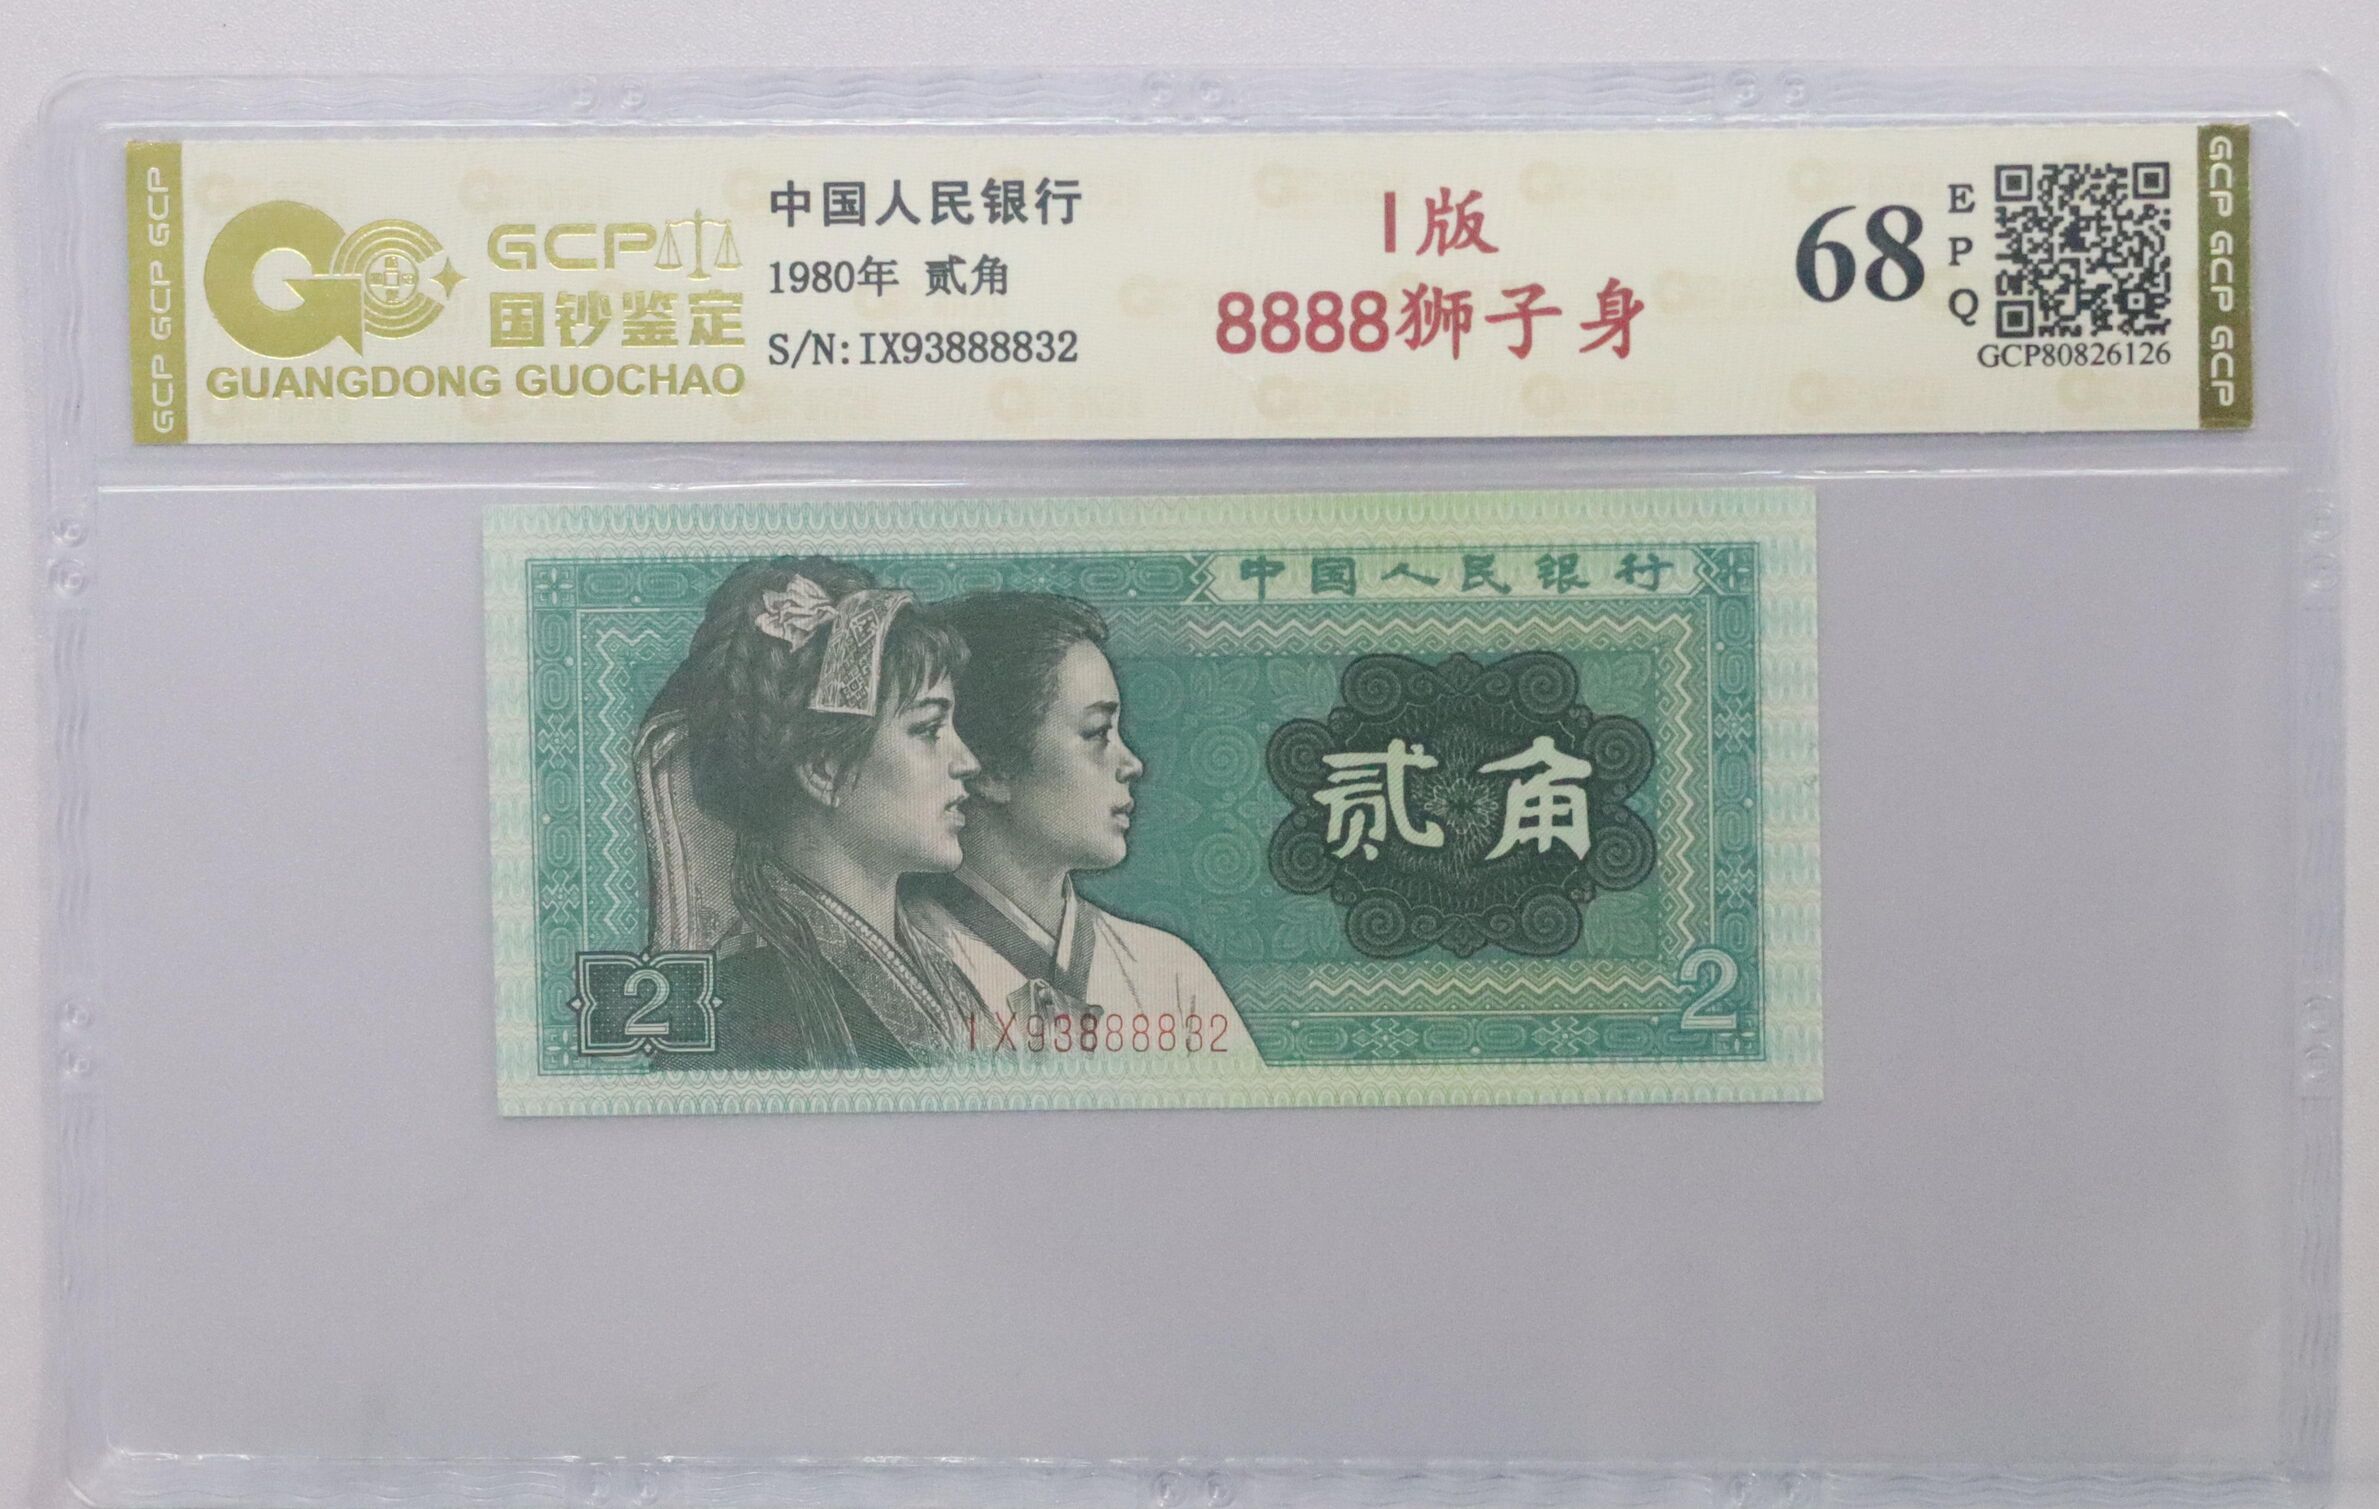 GCP GCP GCP
GCP
国钞鉴定
GUANGDONG GUOCHAO
中国人民银行
1980年 贰角
S/N:IX93888832
I版
8888狮子身
68
EPQ
GCP80826126
GCP GCP GCP
中国人民银行
贰角
2
2
IX93888832